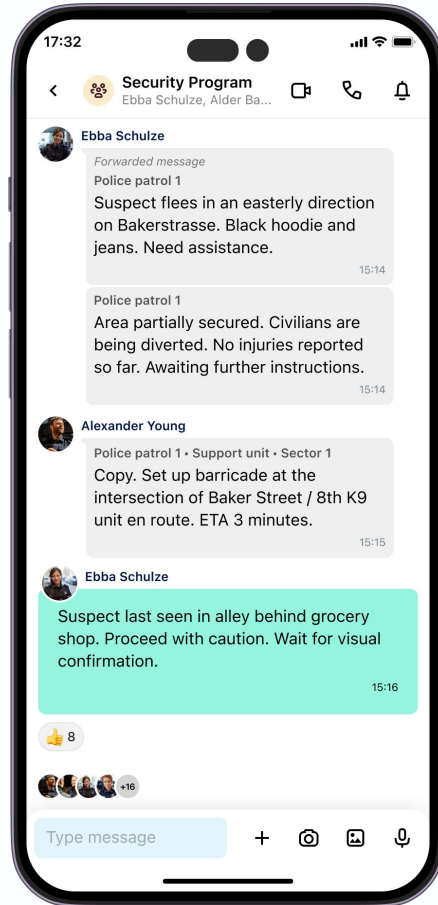 17:32
Security Program
Ebba Schulze, Alder Ba...
Ebba Schulze
Forwarded message
Police patrol 1
Suspect flees in an easterly direction
on Bakerstrasse. Black hoodie and
jeans. Need assistance.
15:14
Police patrol 1
Area partially secured. Civilians are
being diverted. No injuries reported
so far. Awaiting further instructions.
15:14
Alexander Young
Police patrol 1 • Support unit • Sector 1
Copy. Set up barricade at the
intersection of Baker Street / 8th K9
unit en route. ETA 3 minutes.
15:15
Ebba Schulze
Suspect last seen in alley behind grocery
shop. Proceed with caution. Wait for visual
confirmation.
15:16
👍 8
+16
Type message